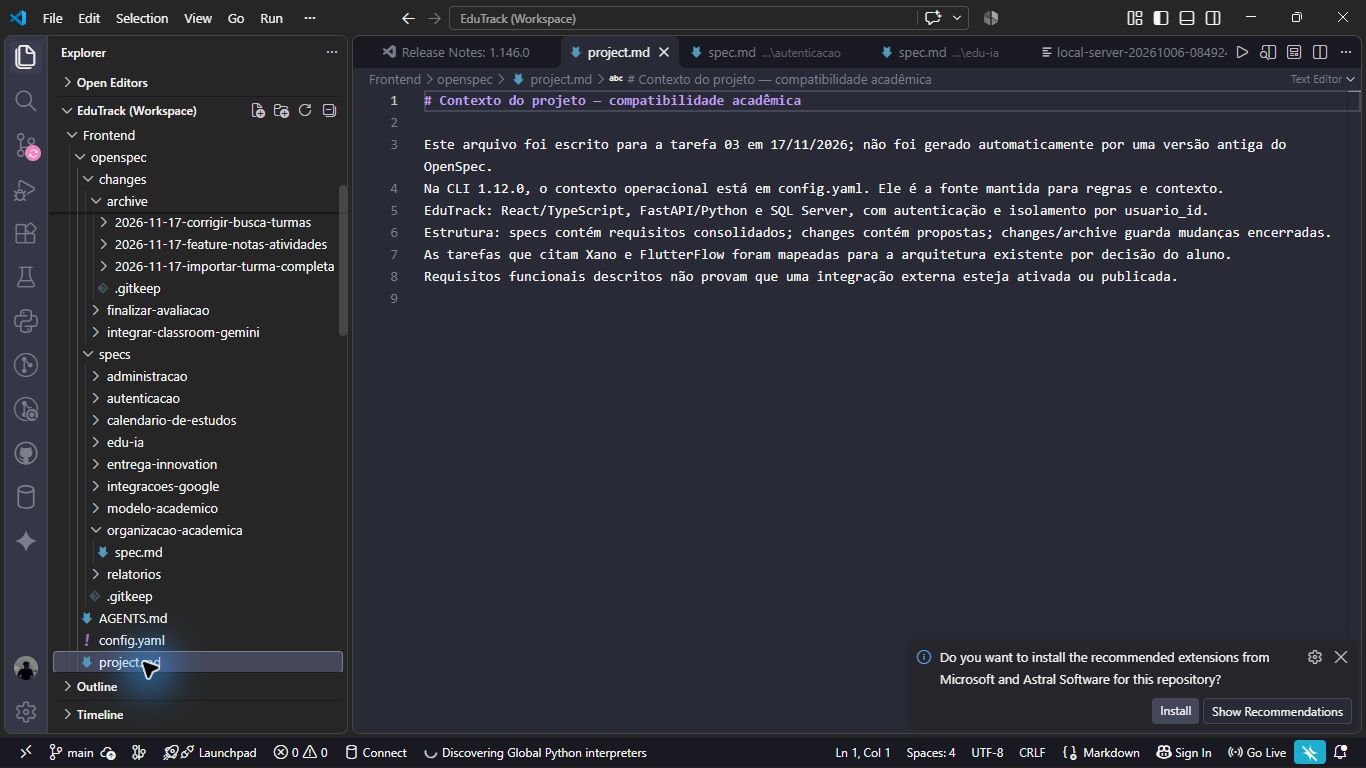 File Edit Selection View Go Run ···
EduTrack (Workspace)
Explorer ···
Open Editors
EduTrack (Workspace)
Frontend
openspec
changes
archive
2026-11-17-corrigir-busca-turmas
2026-11-17-feature-notas-atividades
2026-11-17-importar-turma-completa
.gitkeep
finalizar-avaliacao
integrar-classroom-gemini
specs
administracao
autenticacao
calendario-de-estudos
edu-ia
entrega-innovation
integracoes-google
modelo-academico
organizacao-academica
spec.md
relatorios
.gitkeep
AGENTS.md
config.yaml
Outline
Timeline
Release Notes: 1.146.0 project.md spec.md ...\autenticacao spec.md ...\edu-ia local-server-20261006-08492
Frontend > openspec > project.md > abc # Contexto do projeto — compatibilidade acadêmica Text Editor
1 # Contexto do projeto — compatibilidade acadêmica
2
3 Este arquivo foi escrito para a tarefa 03 em 17/11/2026; não foi gerado automaticamente por uma versão antiga do
OpenSpec.
4 Na CLI 1.12.0, o contexto operacional está em config.yaml. Ele é a fonte mantida para regras e contexto.
5 EduTrack: React/TypeScript, FastAPI/Python e SQL Server, com autenticação e isolamento por usuario_id.
6 Estrutura: specs contém requisitos consolidados; changes contém propostas; changes/archive guarda mudanças encerradas.
7 As tarefas que citam Xano e FlutterFlow foram mapeadas para a arquitetura existente por decisão do aluno.
8 Requisitos funcionais descritos não provam que uma integração externa esteja ativada ou publicada.
9
Do you want to install the recommended extensions from
Microsoft and Astral Software for this repository?
Install Show Recommendations
main Launchpad 0 0 Connect Discovering Global Python interpreters Ln 1, Col 1 Spaces: 4 UTF-8 CRLF {} Markdown Sign In Go Live